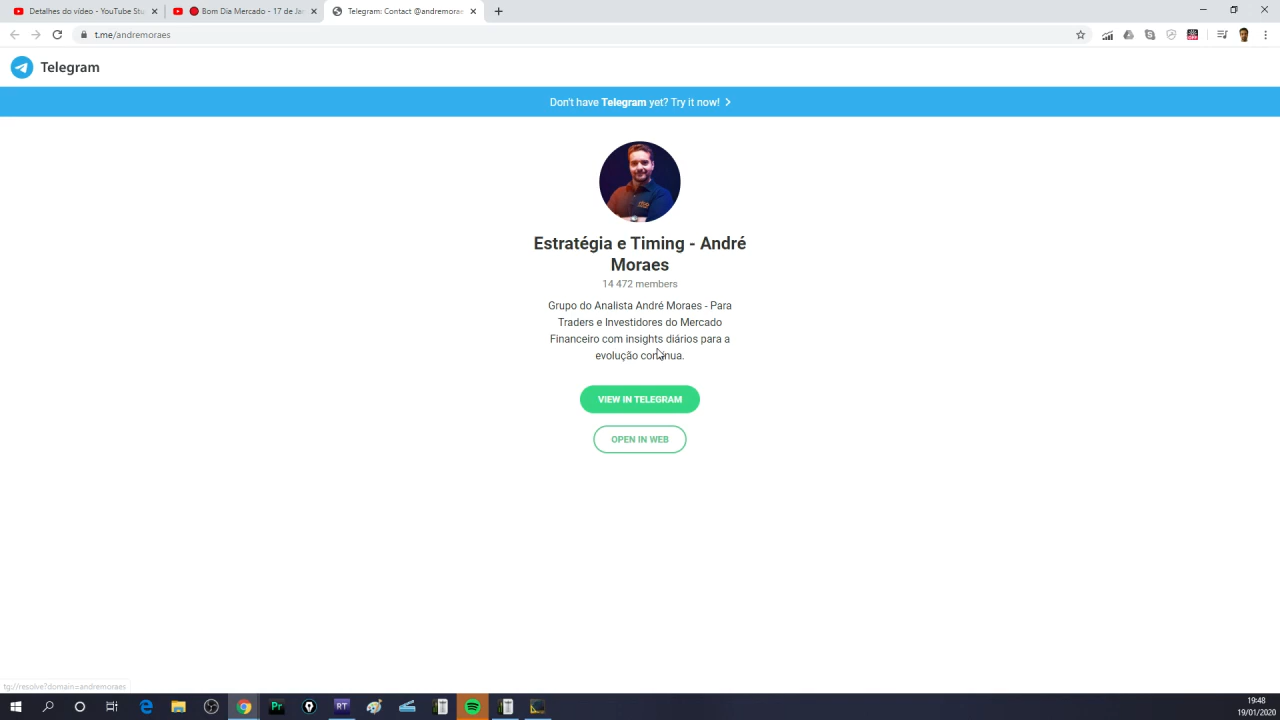 Detalhes do vídeo - YouTube Stu
Bom Dia Mercado - 17 de Jan
Telegram: Contact @andremorae
t.me/andremoraes
Telegram
Don't have Telegram yet? Try it now!
Estratégia e Timing - André
Moraes
14 472 members
Grupo do Analista André Moraes - Para
Traders e Investidores do Mercado
Financeiro com insights diários para a
evolução contínua.
VIEW IN TELEGRAM
OPEN IN WEB
tg://resolve?domain=andremoraes
Pr
RT
19:48
19/01/2020